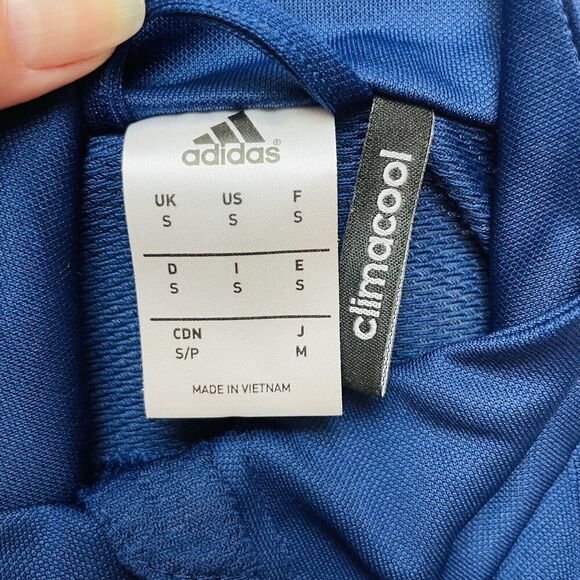 adidas®
UK US F
S S S
D I E
S S S
CDN J
S/P M
MADE IN VIETNAM
climacool